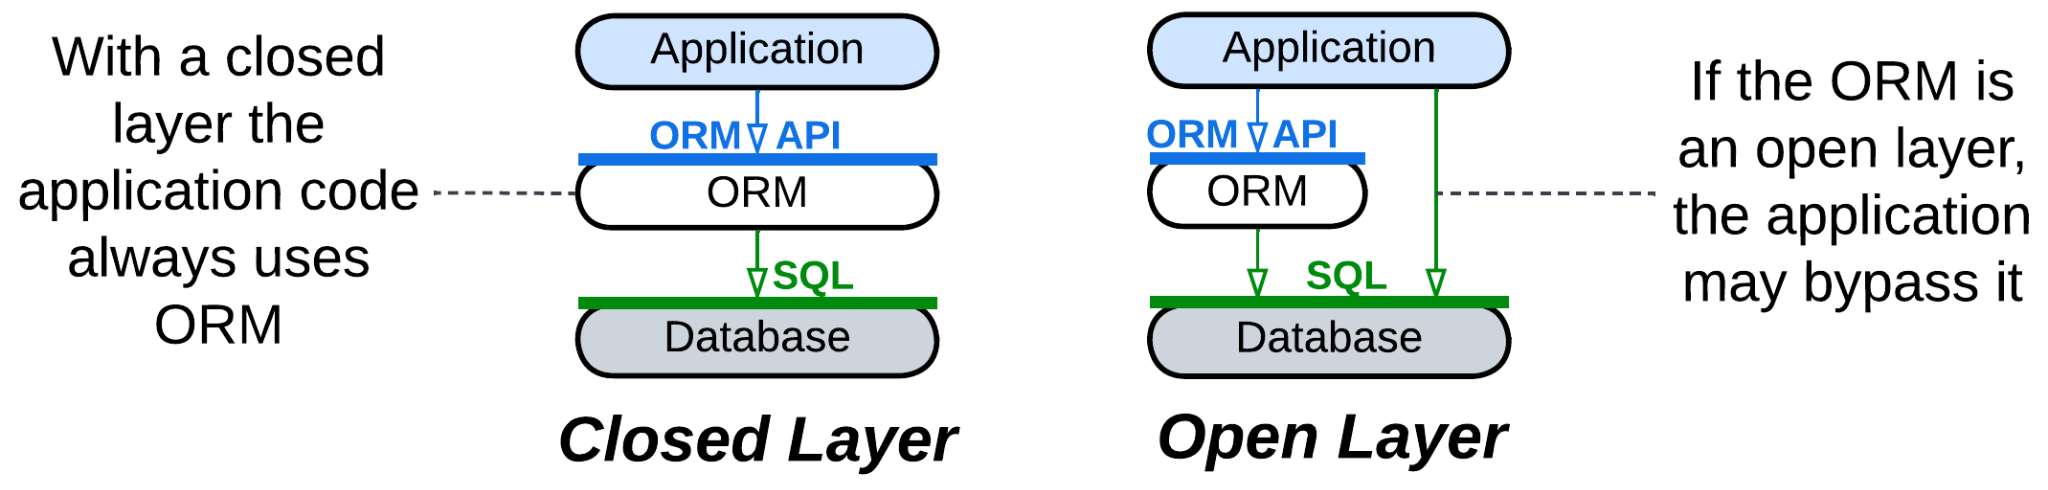 With a closed
layer the
application code
always uses
ORM
Application
ORM API
ORM
SQL
Database
Closed Layer
Application
ORM API
ORM
SQL
Database
Open Layer
If the ORM is
an open layer,
the application
may bypass it